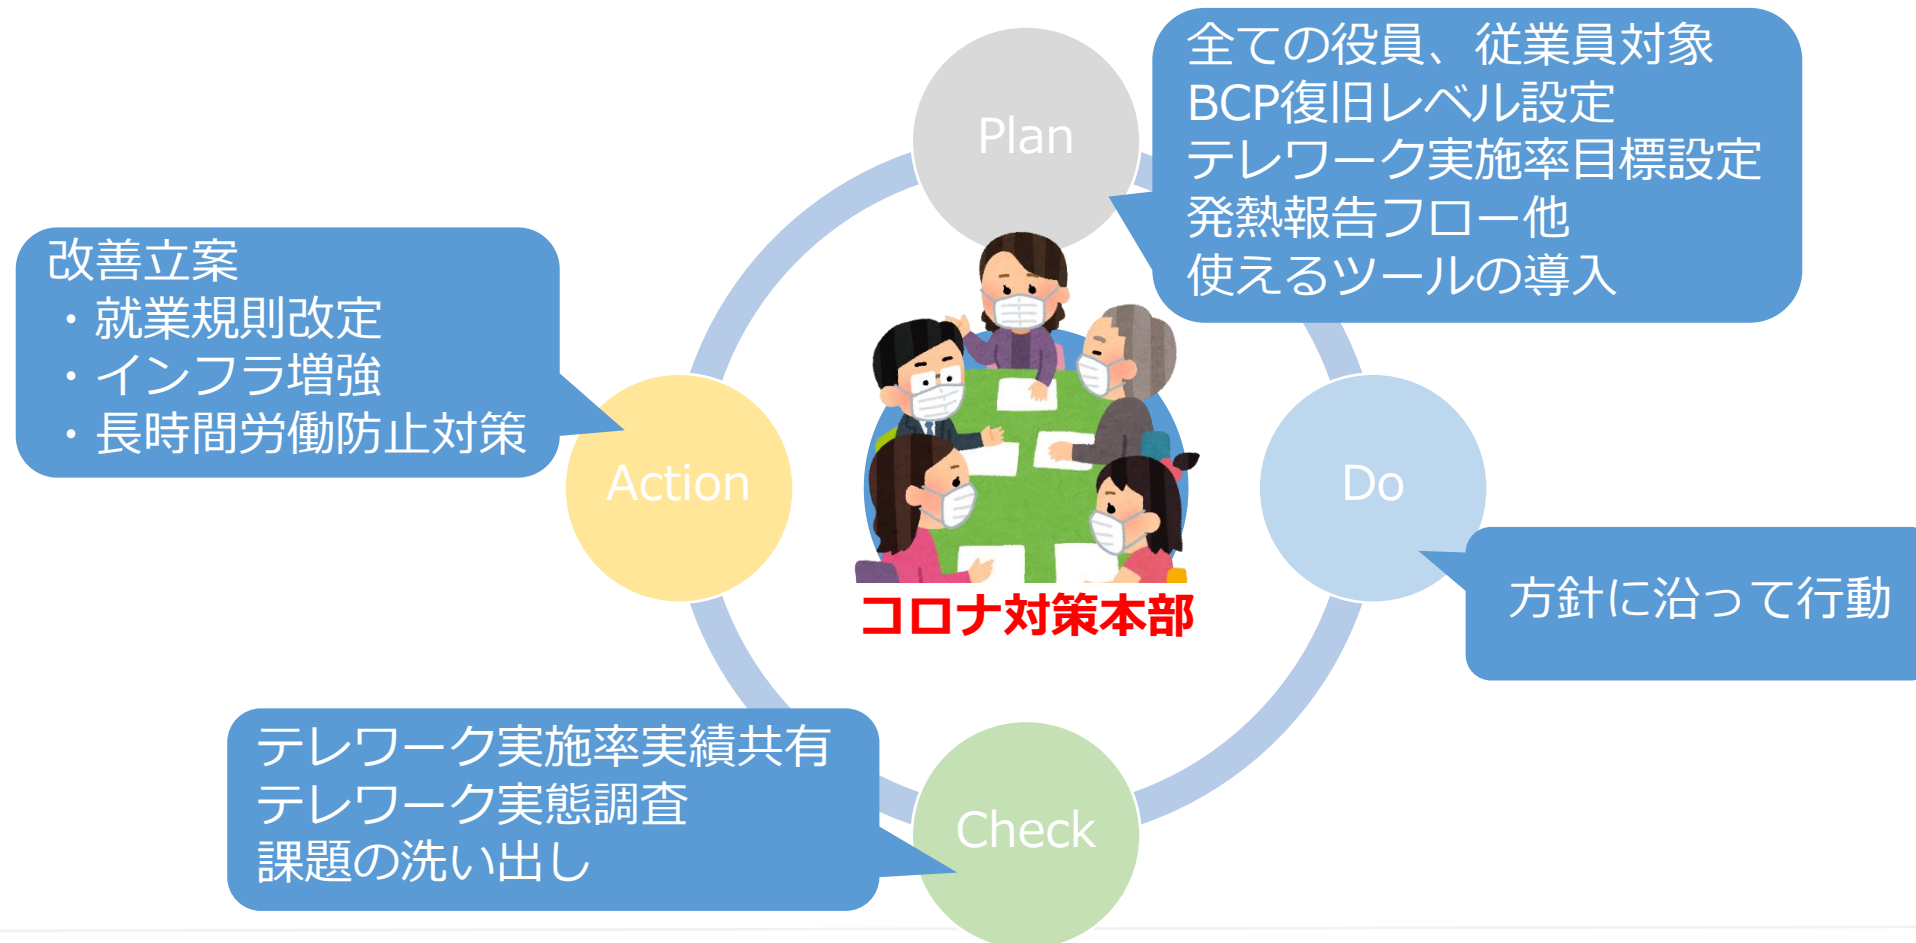 Plan
全ての役員、従業員対象
BCP復旧レベル設定
テレワーク実施率目標設定
発熱報告フロー他
使えるツールの導入
改善立案
・就業規則改定
・インフラ増強
・長時間労働防止対策
Action
Do
方針に沿って行動
コロナ対策本部
テレワーク実施率実績共有
テレワーク実態調査
課題の洗い出し
Check